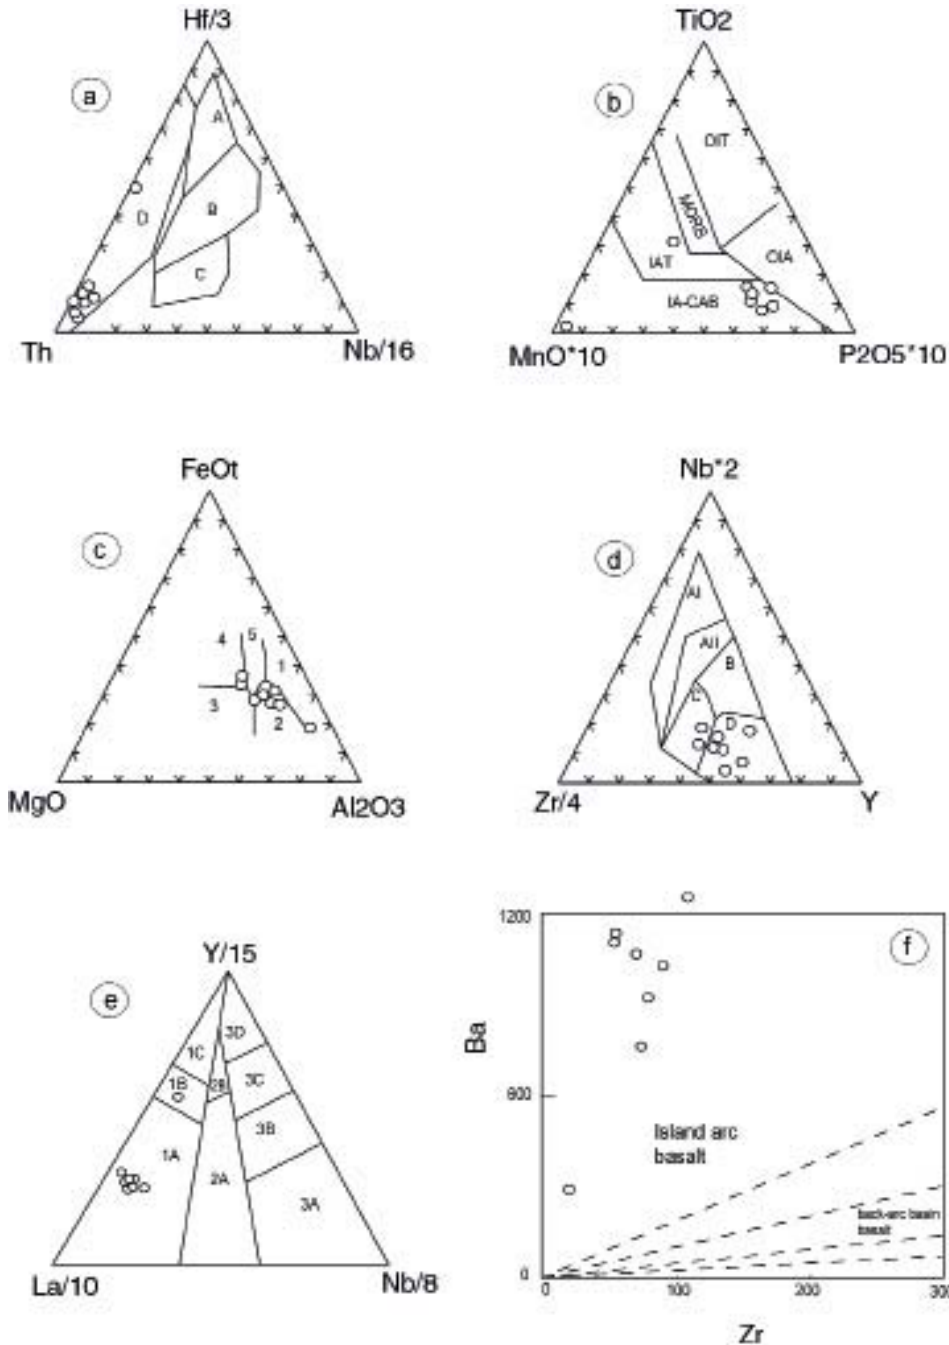 Hf/3
a
A
D
B
C
Th
Nb/16
TiO2
b
OIT
MORB
IAT
OIA
IA-CAB
MnO*10
P2O5*10
FeOt
c
4
5
1
3
2
MgO
Al2O3
Nb*2
d
AI
AII
B
C
D
Zr/4
Y
Y/15
e
3D
1C
2B
3C
1B
3B
1A
2A
3A
La/10
Nb/8
1200
f
Ba
600
Island arc
basalt
back-arc basin
basalt
0
0
100
200
300
Zr